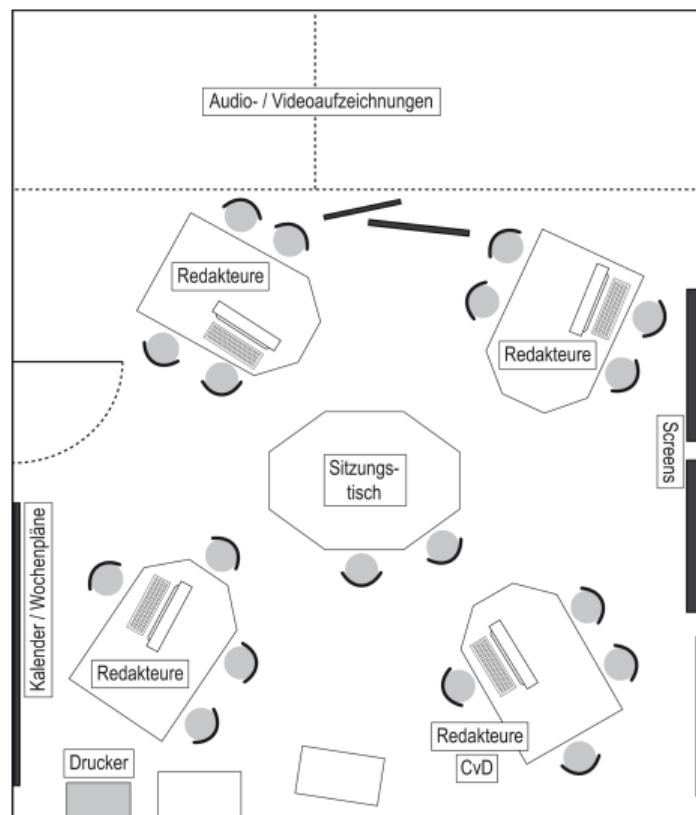 Audio- / Videoaufzeichnungen
Redakteure
Redakteure
Screens
Sitzungs-
tisch
Kalender / Wochenpläne
Redakteure
Redakteure
CvD
Drucker